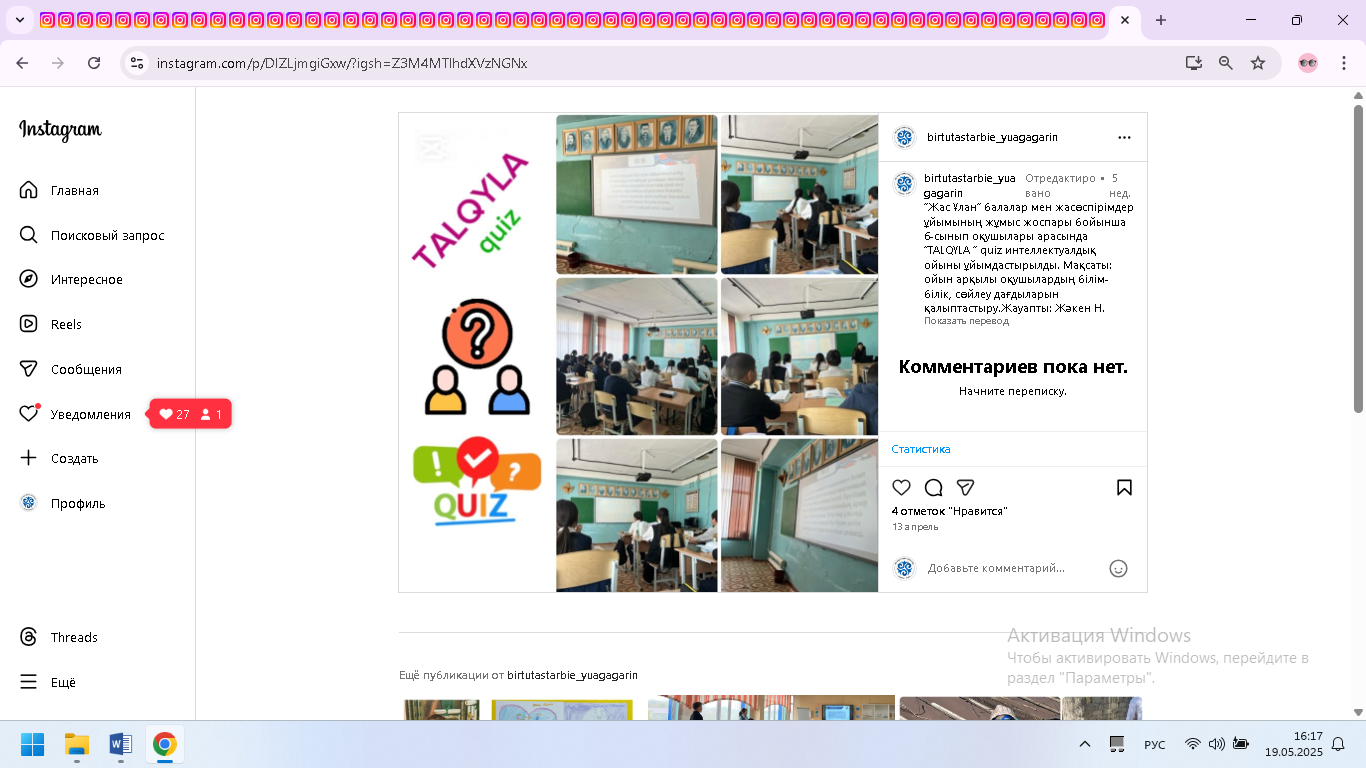 instagram.com/p/DIZLjmgiGxw/?igsh=Z3M4MTlhdXVzNGNx
Instagram
Главная
Поисковый запрос
Интересное
Reels
Сообщения
Уведомления
27 1
Создать
Профиль
Threads
Ещё
TALQYLA
quiz
?
! ?
QUIZ
birtutastarbie_yuagagarin
birtutastarbie_yua
gagarin
Отредактиро
вано
• 5
нед.
"Жас Ұлан" балалар мен жасөспірімдер
ұйымының жұмыс жоспары бойынша
6-сынып оқушылары арасында
"TALQYLA " quiz интеллектуалдық
ойыны ұйымдастырылды. Мақсаты:
ойын арқылы оқушылардың білім-
білік, сөйлеу дағдыларын
қалыптастыру.Жауапты: Жәкен Н.
Показать перевод
Комментариев пока нет.
Начните переписку.
Статистика
4 отметок "Нравится"
13 апрель
Добавьте комментарий...
Ещё публикации от birtutastarbie_yuagagarin
Активация Windows
Чтобы активировать Windows, перейдите в
раздел "Параметры".
РУС
16:17
19.05.2025